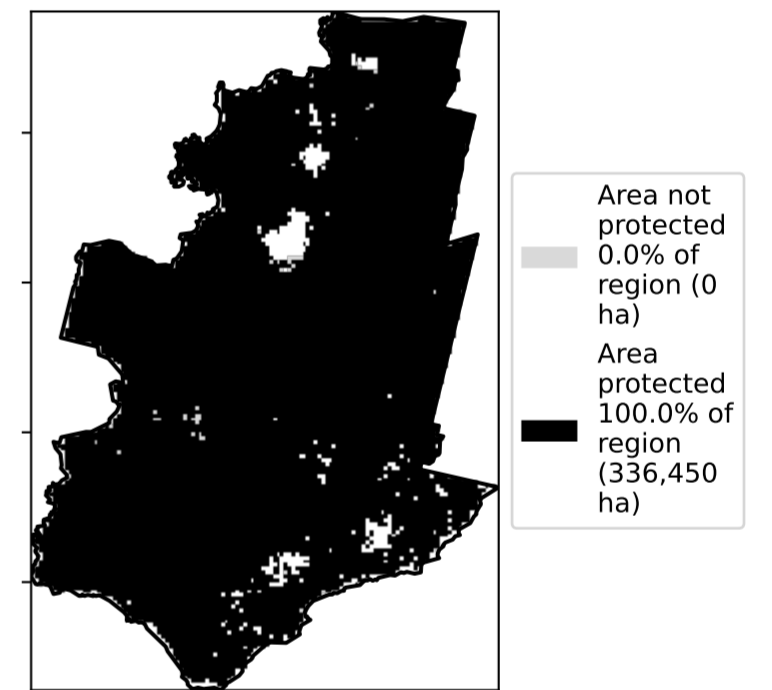 Area not
protected
0.0% of
region (0
ha)
Area
protected
100.0% of
region
(336,450
ha)